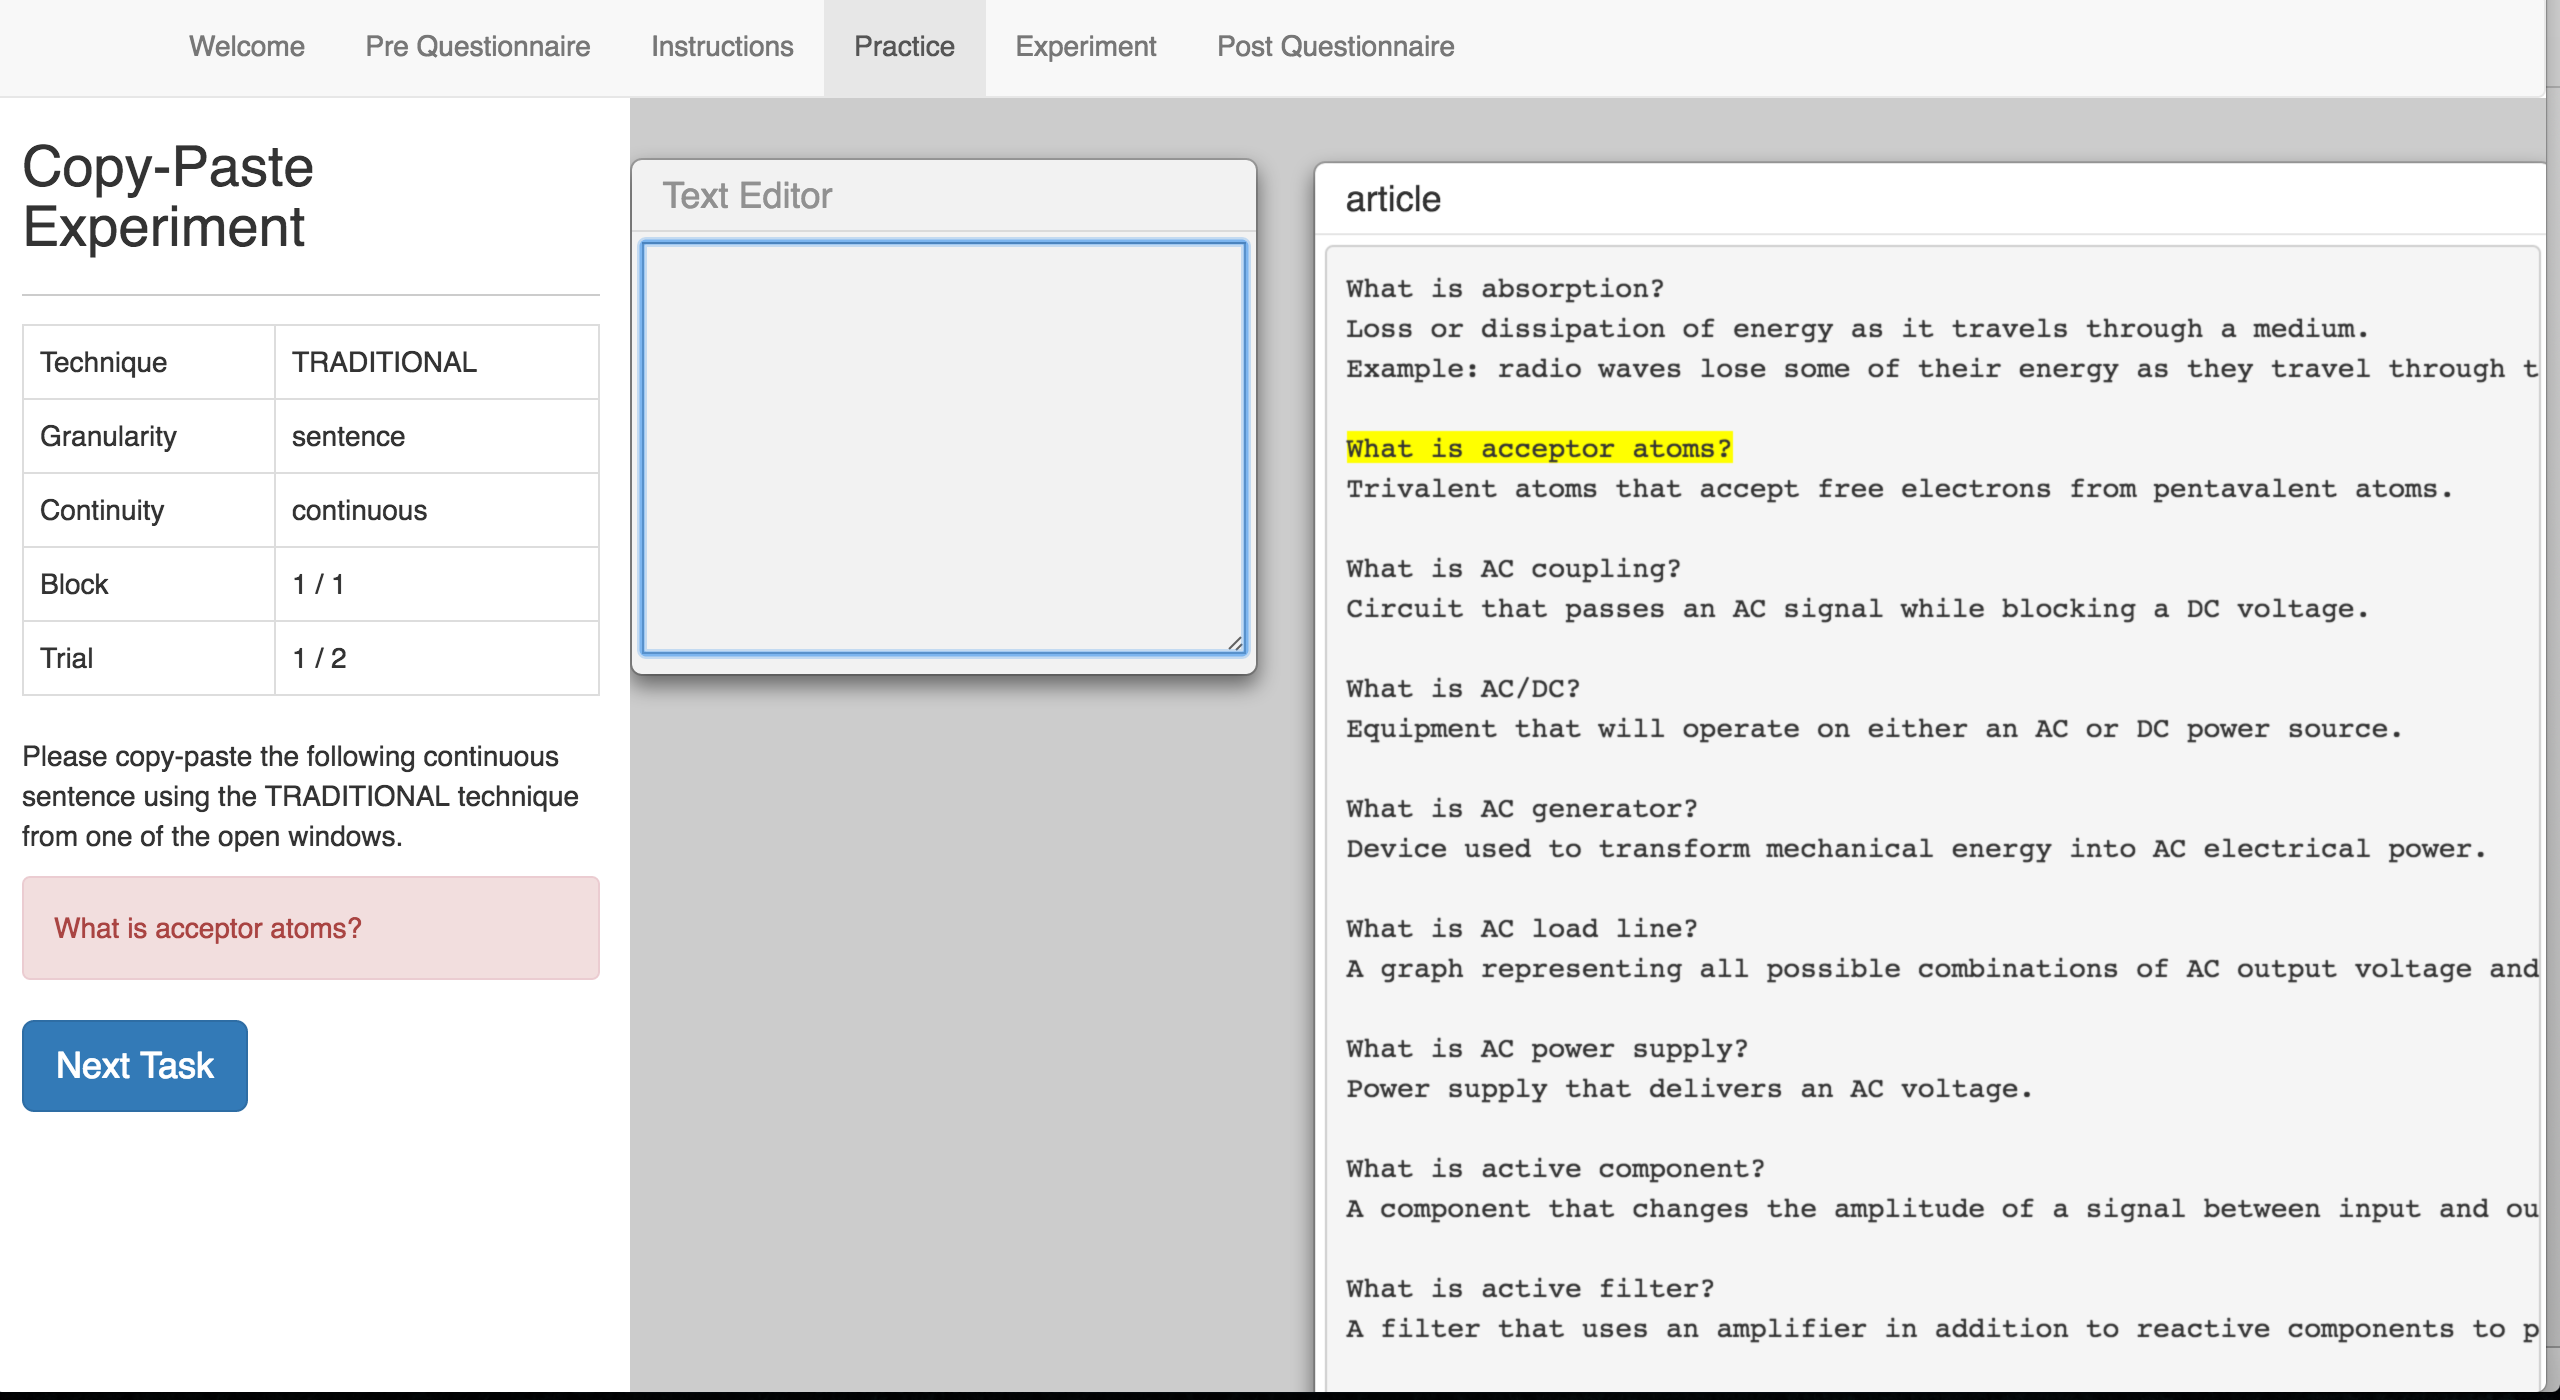 Welcome Pre Questionnaire Instructions Practice Experiment Post Questionnaire
Copy-Paste
Experiment
Technique TRADITIONAL
Granularity sentence
Continuity continuous
Block 1 / 1
Trial 1 / 2
Please copy-paste the following continuous
sentence using the TRADITIONAL technique
from one of the open windows.
What is acceptor atoms?
Next Task
Text Editor
article
What is absorption?
Loss or dissipation of energy as it travels through a medium.
Example: radio waves lose some of their energy as they travel through t
What is acceptor atoms?
Trivalent atoms that accept free electrons from pentavalent atoms.
What is AC coupling?
Circuit that passes an AC signal while blocking a DC voltage.
What is AC/DC?
Equipment that will operate on either an AC or DC power source.
What is AC generator?
Device used to transform mechanical energy into AC electrical power.
What is AC load line?
A graph representing all possible combinations of AC output voltage and
What is AC power supply?
Power supply that delivers an AC voltage.
What is active component?
A component that changes the amplitude of a signal between input and ou
What is active filter?
A filter that uses an amplifier in addition to reactive components to p